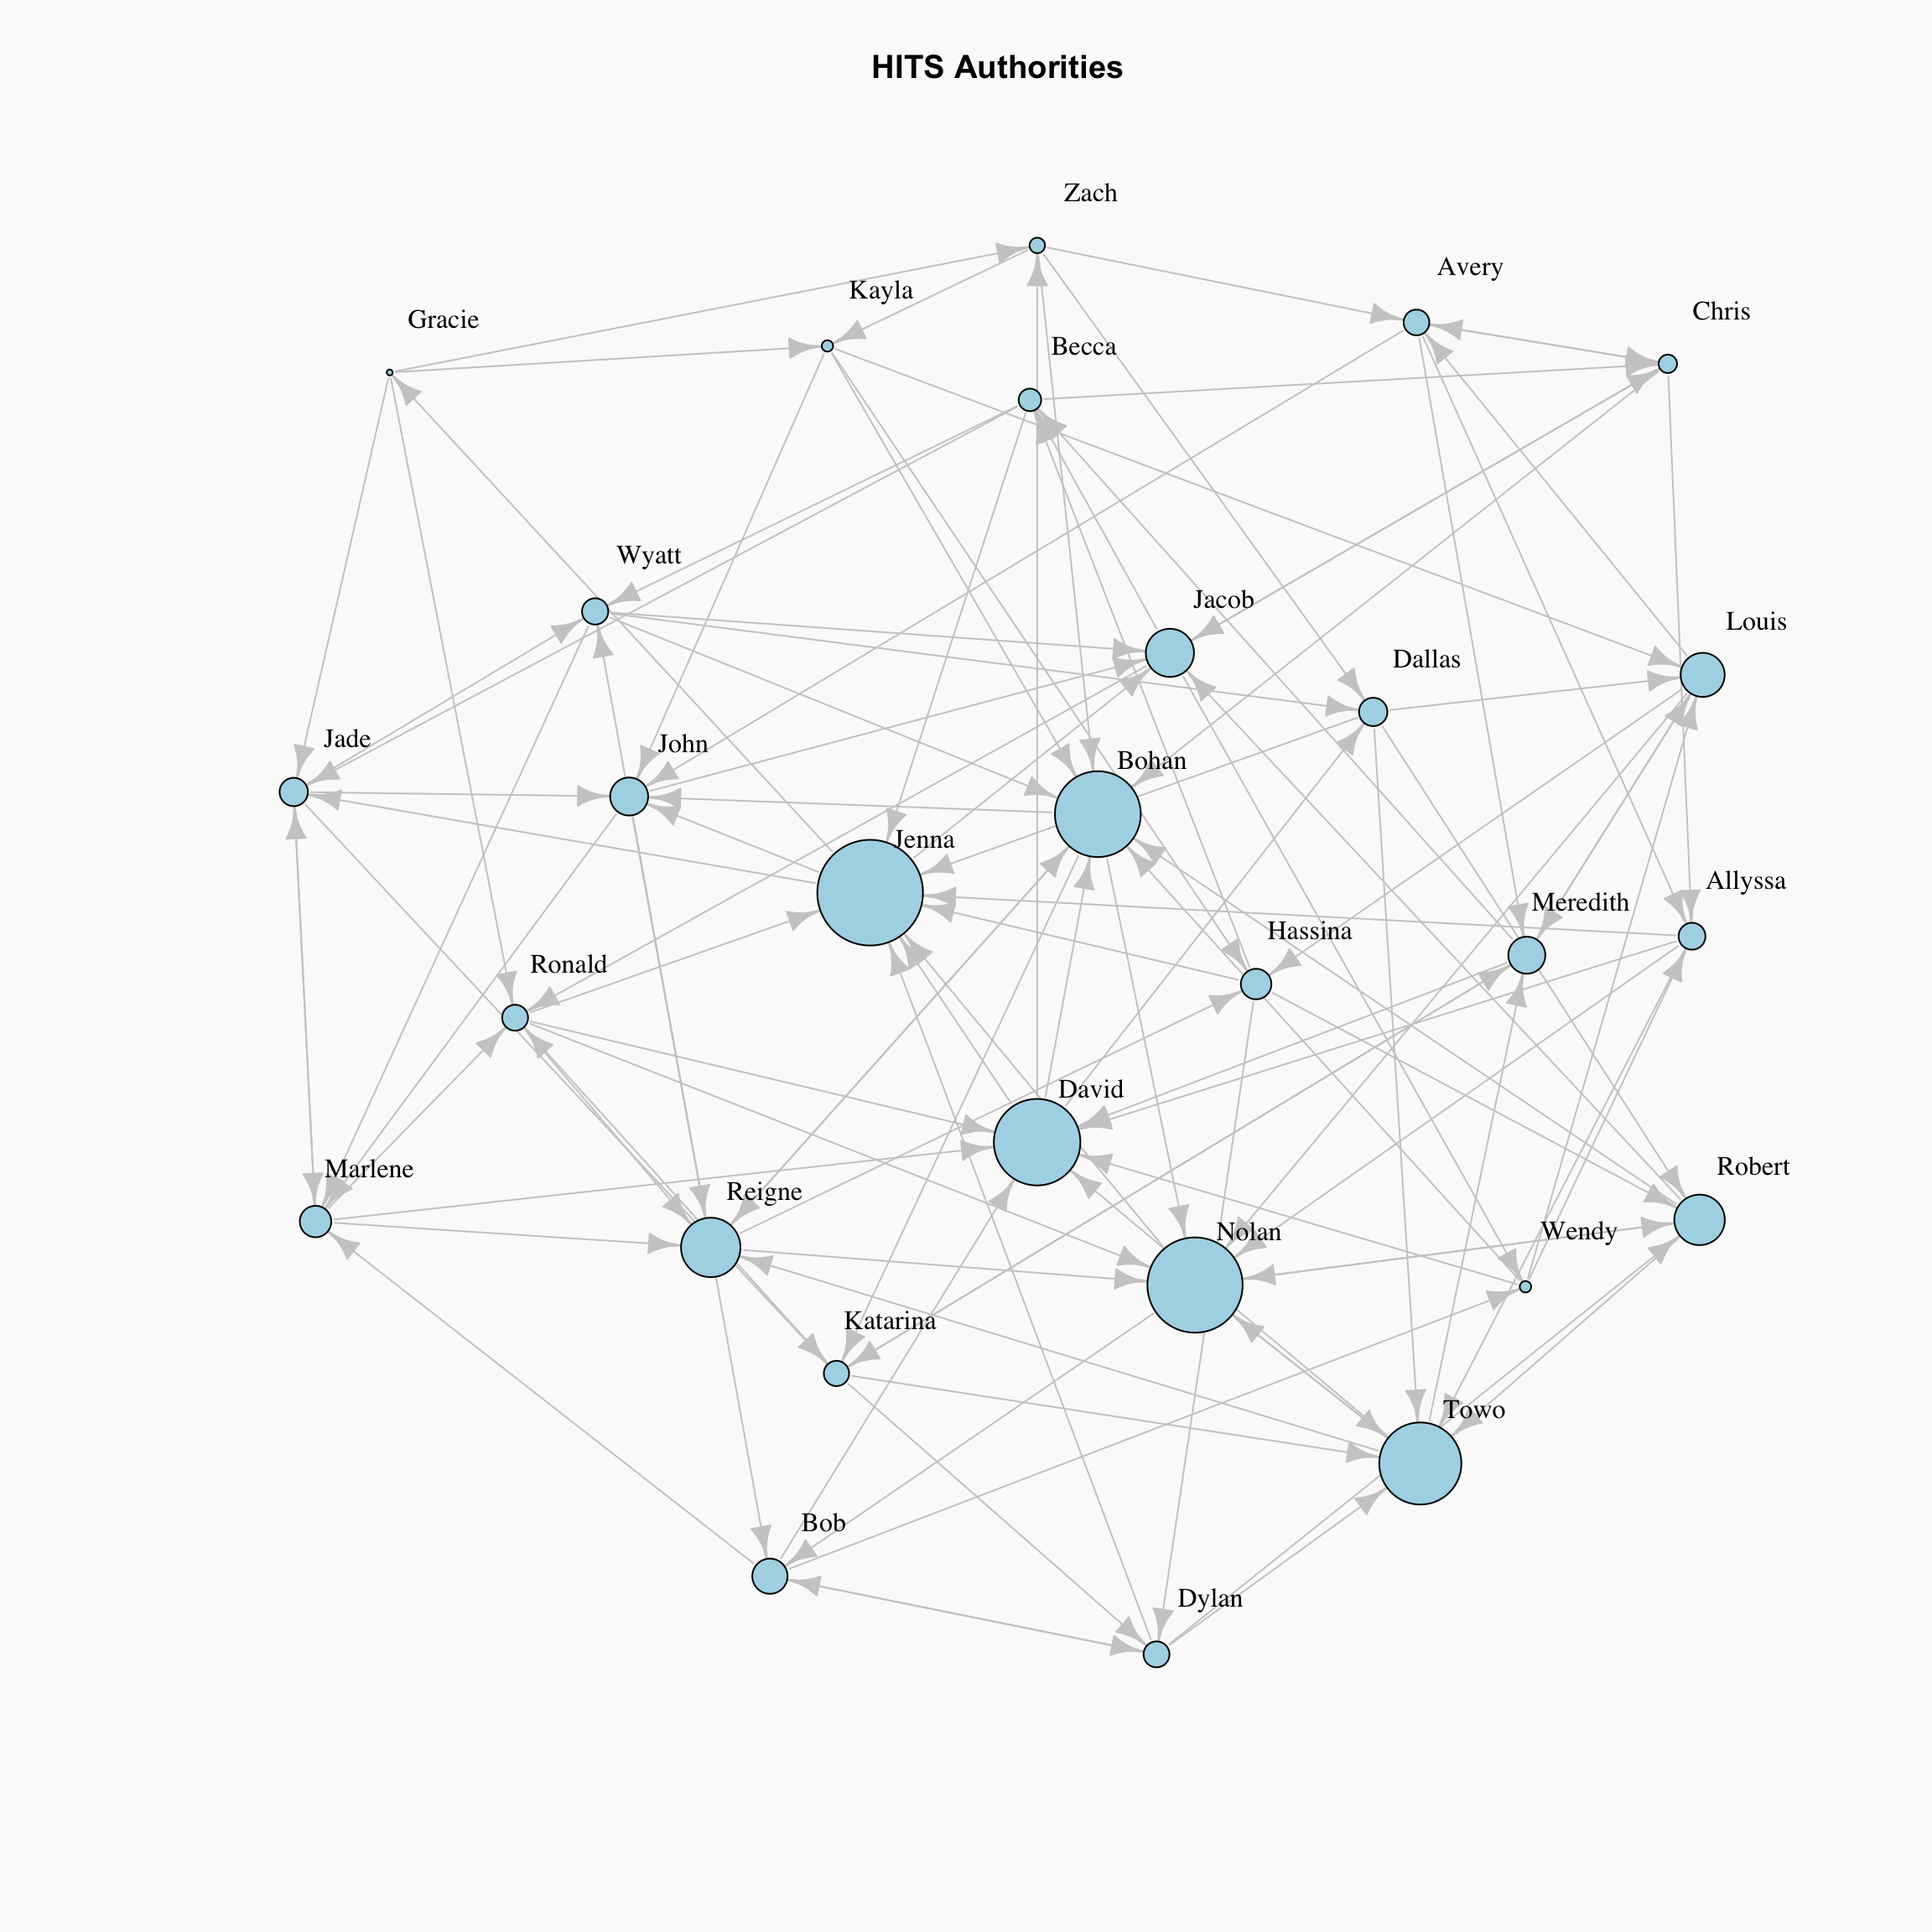 HITS Authorities
Zach
Avery
Kayla
Chris
Gracie
Becca
Wyatt
Jacob
Louis
Dallas
Jade
John
Bohan
Jenna
Allyssa
Meredith
Hassina
Ronald
David
Robert
Marlene
Reigne
Nolan
Wendy
Katarina
Towo
Bob
Dylan